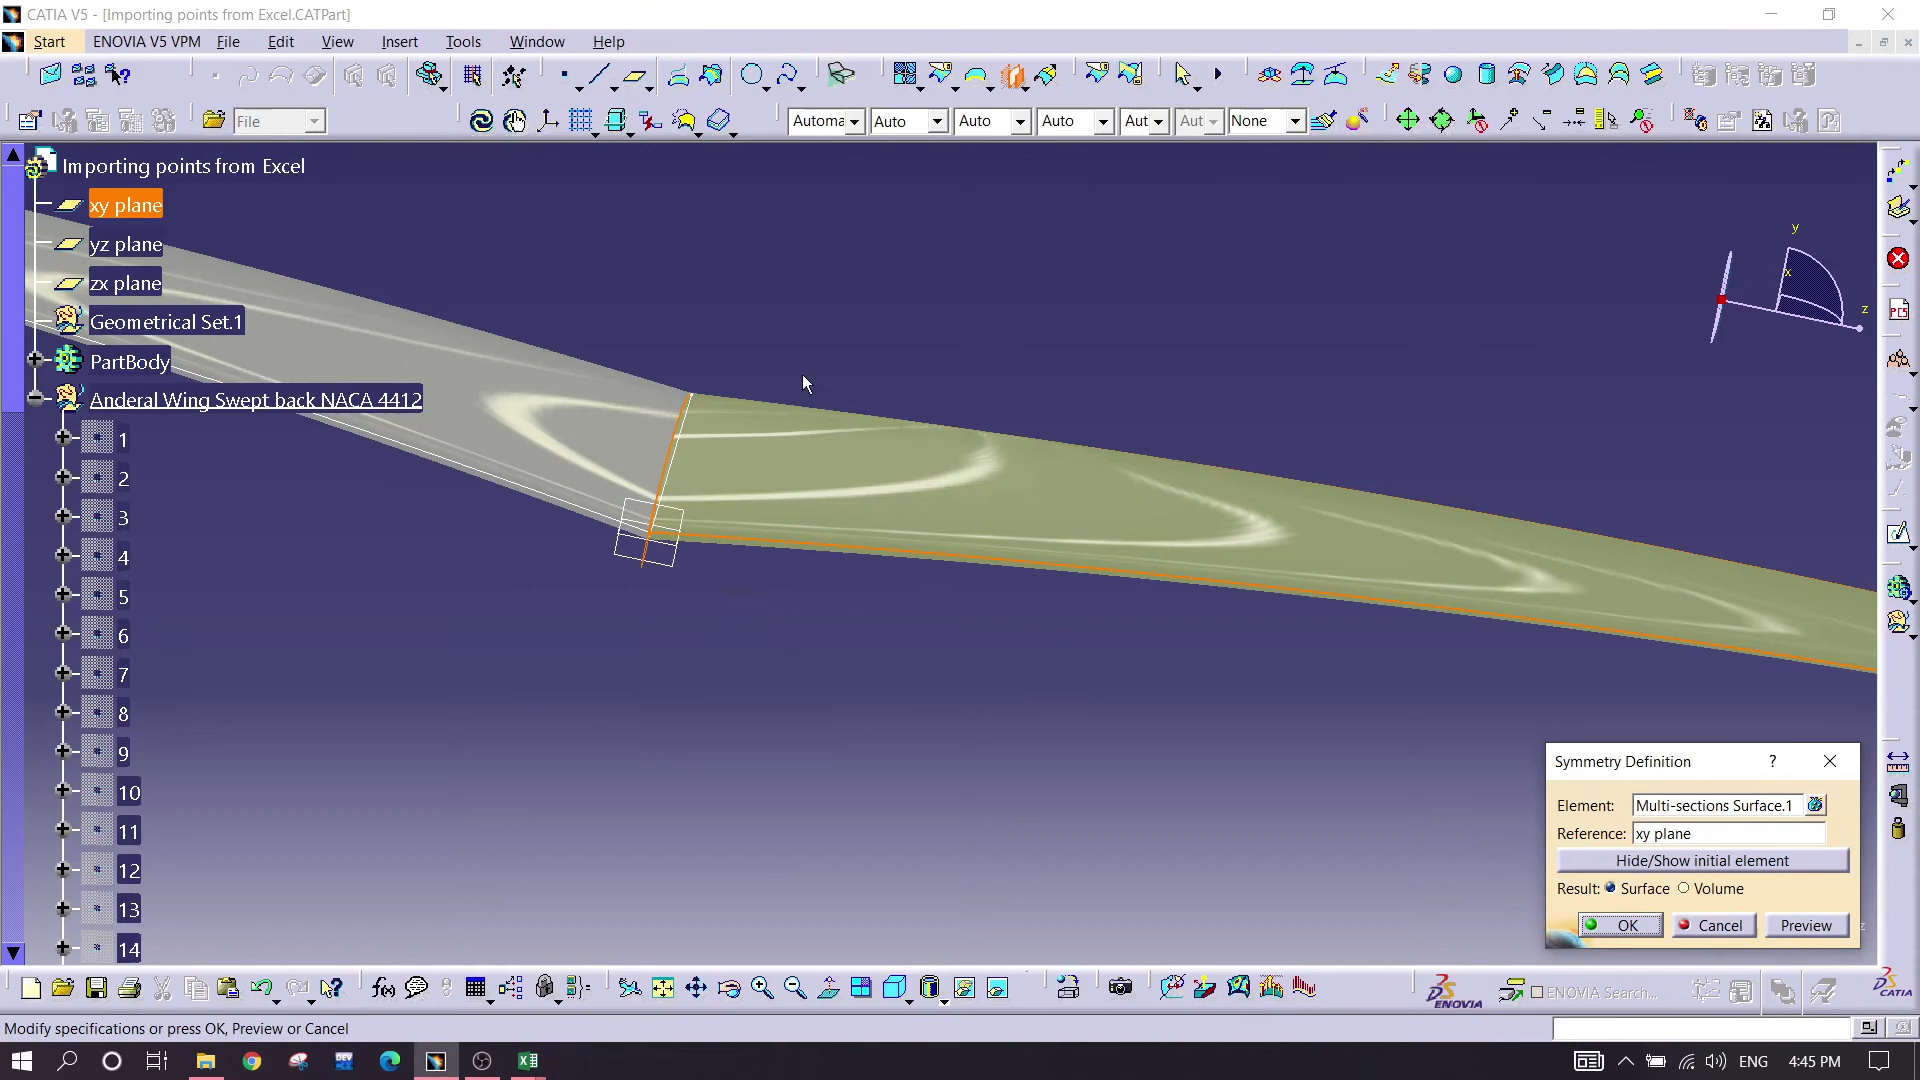 CATIA V5 - [Importing points from Excel.CATPart]
Start ENOVIA V5 VPM File Edit View Insert Tools Window Help
File Automa Auto Auto Auto Aut Aut None
Importing points from Excel
xy plane
yz plane
zx plane
Geometrical Set.1
PartBody
Anderal Wing Swept back NACA 4412
1
2
3
4
5
6
7
8
9
10
11
12
13
14
y
x
z
PCS
Symmetry Definition ?
Element: Multi-sections Surface.1
Reference: xy plane
Hide/Show initial element
Result: Surface Volume
OK Cancel Preview
z
f(x)
ENOVIA
ENOVIA Search...
CATIA
Modify specifications or press OK, Preview or Cancel
DEV
ENG 4:45 PM